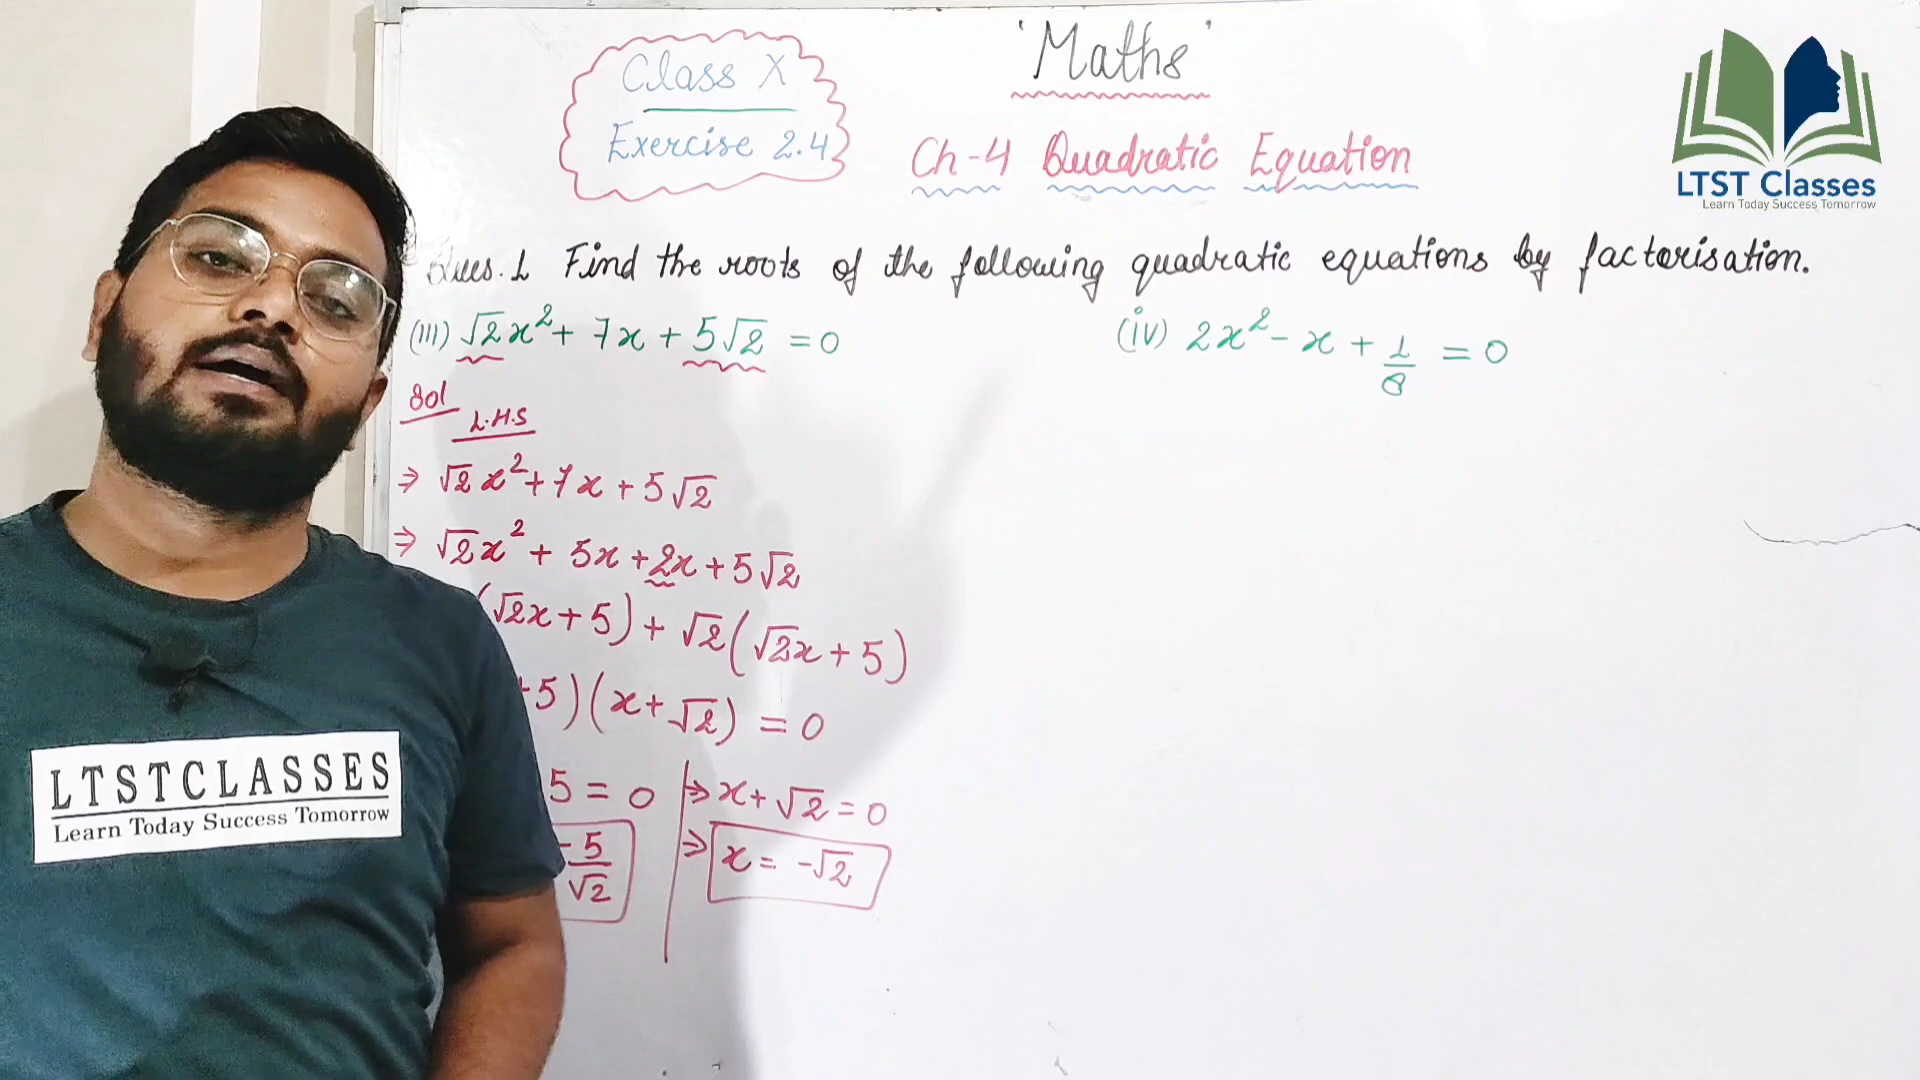 Class X
Exercise 2.4
'Maths'
Ch-4 Quadratic Equation
LTST Classes
Learn Today Success Tomorrow
Ques. 1 Find the roots of the following quadratic equations by factorisation.
(III) √2x² + 7x + 5√2 = 0
(iv) 2x² - x + 1/8 = 0
Sol
L.H.S
⇒ √2x² + 7x + 5√2
⇒ √2x² + 5x + 2x + 5√2
(√2x + 5) + √2(√2x + 5)
+5)(x + √2) = 0
5 = 0
⇒ x + √2 = 0
-5/√2
⇒ x = -√2
LTSTCLASSES
Learn Today Success Tomorrow